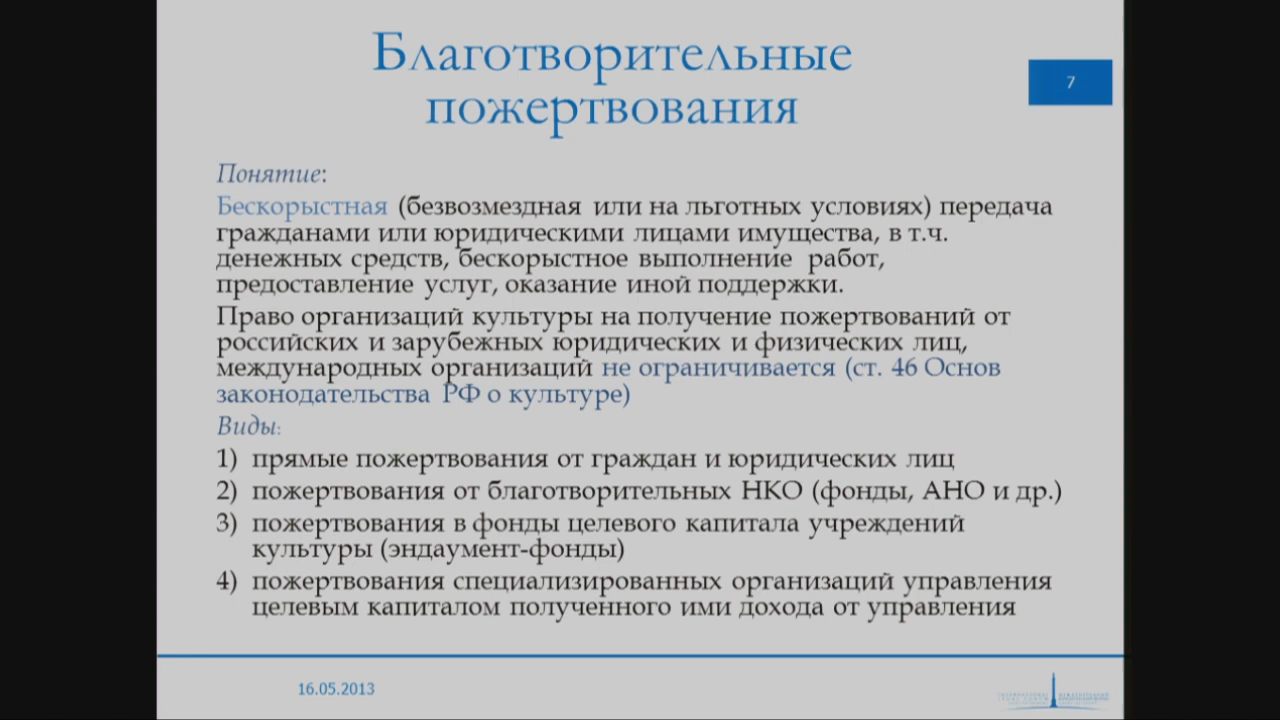 Благотворительные
пожертвования
7
Понятие:
Бескорыстная (безвозмездная или на льготных условиях) передача
гражданами или юридическими лицами имущества, в т.ч.
денежных средств, бескорыстное выполнение работ,
предоставление услуг, оказание иной поддержки.
Право организаций культуры на получение пожертвований от
российских и зарубежных юридических и физических лиц,
международных организаций не ограничивается (ст. 46 Основ
законодательства РФ о культуре)
Виды:
1) прямые пожертвования от граждан и юридических лиц
2) пожертвования от благотворительных НКО (фонды, АНО и др.)
3) пожертвования в фонды целевого капитала учреждений
культуры (эндаумент-фонды)
4) пожертвования специализированных организаций управления
целевым капиталом полученного ими дохода от управления
16.05.2013